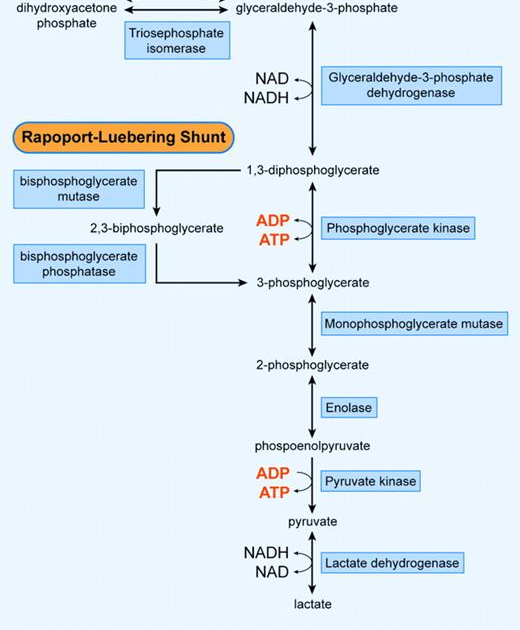 dihydroxyacetone
phosphate
glyceraldehyde-3-phosphate
Triosephosphate
isomerase
NAD
NADH
Glyceraldehyde-3-phosphate
dehydrogenase
Rapoport-Luebering Shunt
1,3-diphosphoglycerate
bisphosphoglycerate
mutase
2,3-biphosphoglycerate
ADP
ATP
Phosphoglycerate kinase
bisphosphoglycerate
phosphatase
3-phosphoglycerate
Monophosphoglycerate mutase
2-phosphoglycerate
Enolase
phospoenolpyruvate
ADP
ATP
Pyruvate kinase
pyruvate
NADH
NAD
Lactate dehydrogenase
lactate